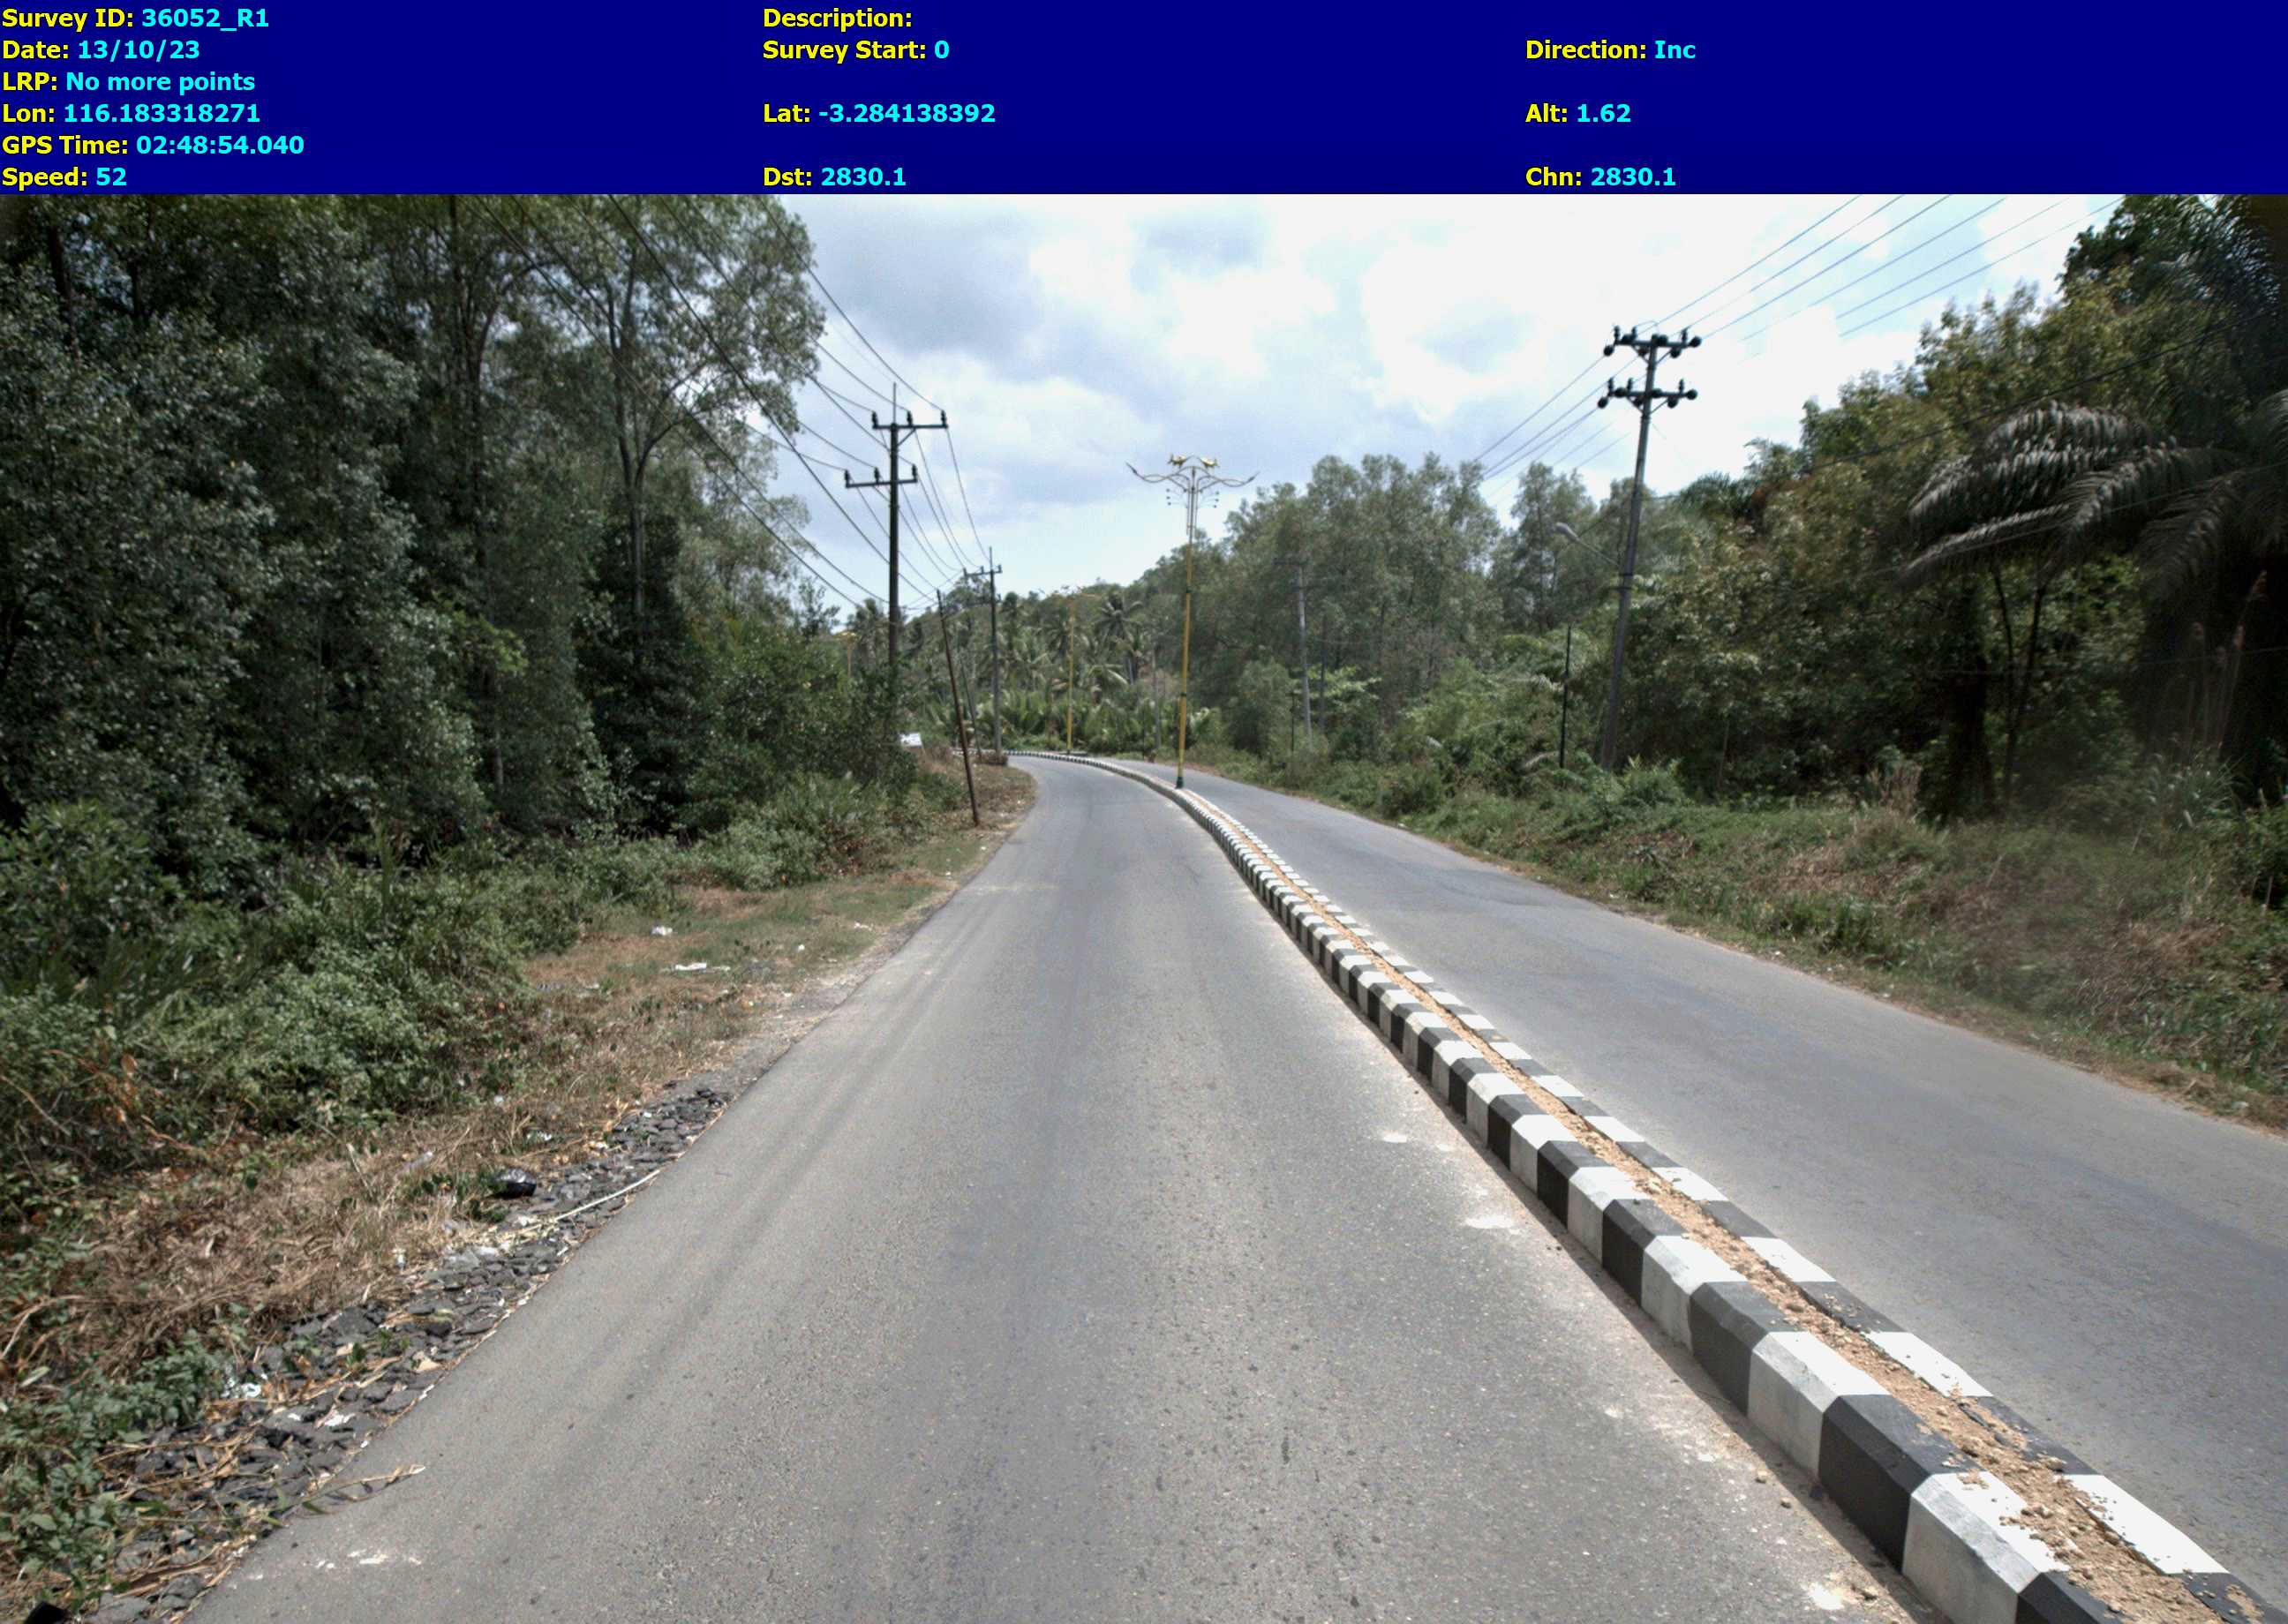 Survey ID: 36052_R1
Description:
Date: 13/10/23
Survey Start: 0
Direction: Inc
LRP: No more points
Lon: 116.183318271
Lat: -3.284138392
Alt: 1.62
GPS Time: 02:48:54.040
Speed: 52
Dst: 2830.1
Chn: 2830.1